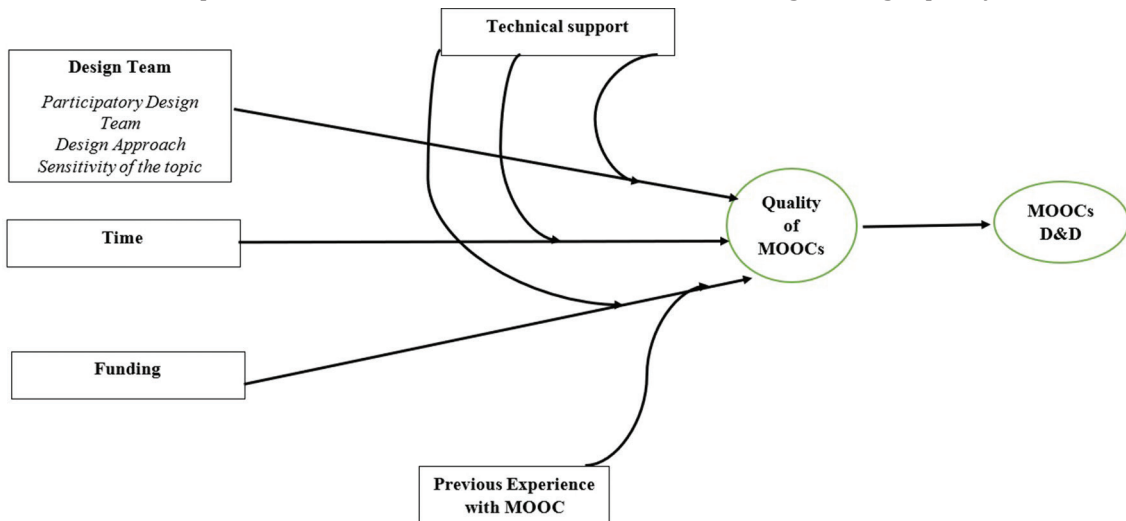 Technical support
Design Team
Participatory Design
Team
Design Approach
Sensitivity of the topic
Time
Funding
Quality
of
MOOCs
MOOCs
D&D
Previous Experience
with MOOC